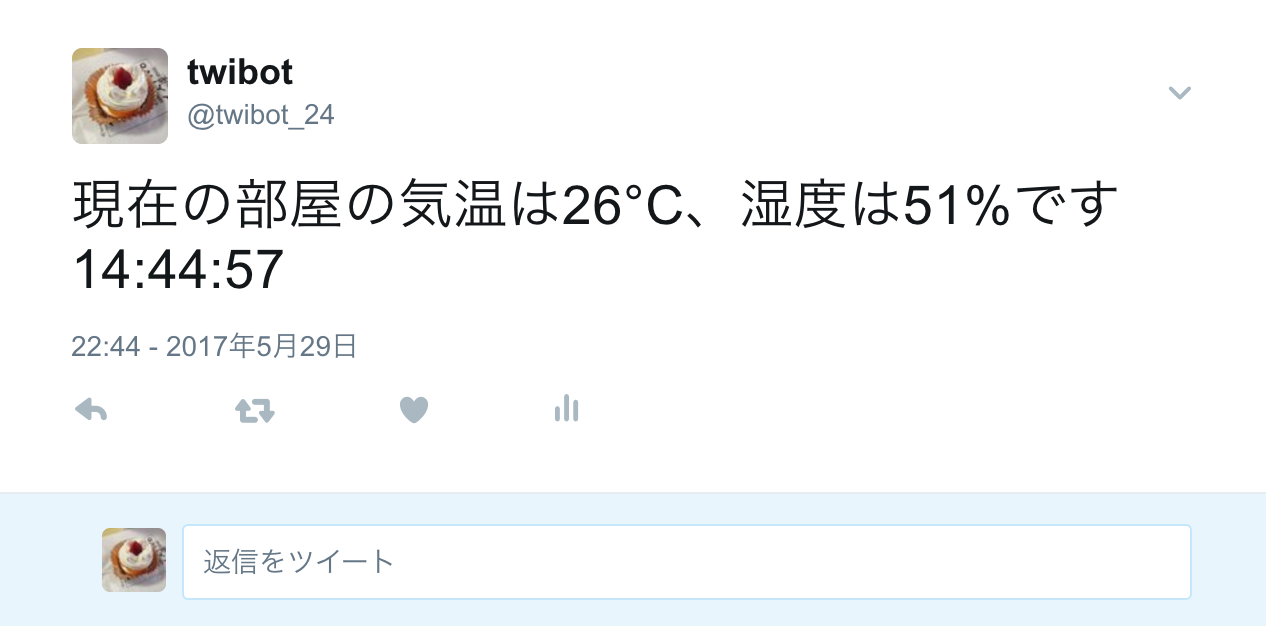 twibot
@twibot_24
現在の部屋の気温は26°C、湿度は51%です
14:44:57
22:44 - 2017年5月29日
返信をツイート